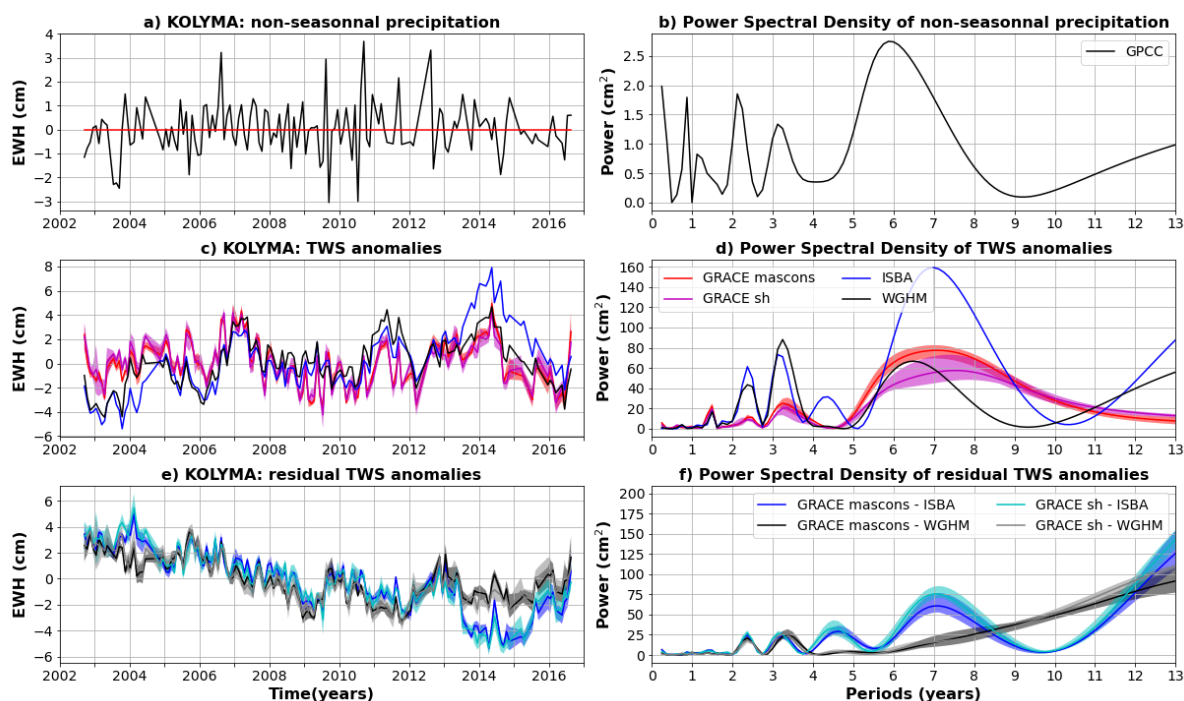 a) KOLYMA: non-seasonnal precipitation
EWH (cm)
4
3
2
1
0
−1
−2
−3
2002 2004 2006 2008 2010 2012 2014 2016
b) Power Spectral Density of non-seasonnal precipitation
Power (cm²)
2.5
2.0
1.5
1.0
0.5
0.0
GPCC
0 1 2 3 4 5 6 7 8 9 10 11 12 13
c) KOLYMA: TWS anomalies
EWH (cm)
8
6
4
2
0
−2
−4
−6
2002 2004 2006 2008 2010 2012 2014 2016
d) Power Spectral Density of TWS anomalies
Power (cm²)
160
140
120
100
80
60
40
20
0
GRACE mascons
GRACE sh
ISBA
WGHM
0 1 2 3 4 5 6 7 8 9 10 11 12 13
e) KOLYMA: residual TWS anomalies
EWH (cm)
6
4
2
0
−2
−4
−6
2002 2004 2006 2008 2010 2012 2014 2016
Time(years)
f) Power Spectral Density of residual TWS anomalies
Power (cm²)
200
175
150
125
100
75
50
25
0
GRACE mascons - ISBA
GRACE mascons - WGHM
GRACE sh - ISBA
GRACE sh - WGHM
0 1 2 3 4 5 6 7 8 9 10 11 12 13
Periods (years)